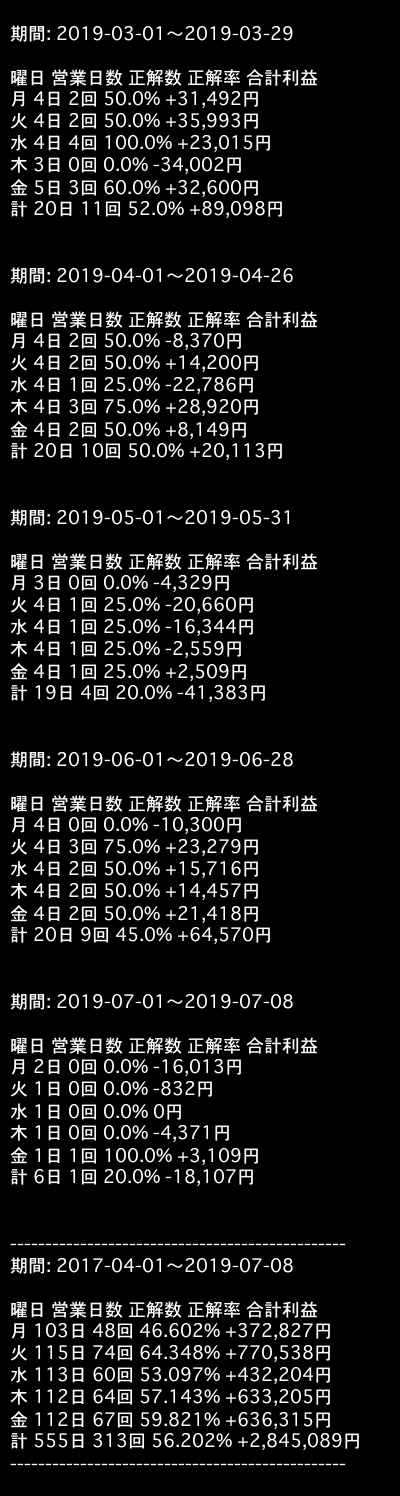 期間: 2019-03-01〜2019-03-29
曜日 営業日数 正解数 正解率 合計利益
月 4日 2回 50.0% +31,492円
火 4日 2回 50.0% +35,993円
水 4日 4回 100.0% +23,015円
木 3日 0回 0.0% -34,002円
金 5日 3回 60.0% +32,600円
計 20日 11回 52.0% +89,098円
期間: 2019-04-01〜2019-04-26
曜日 営業日数 正解数 正解率 合計利益
月 4日 2回 50.0% -8,370円
火 4日 2回 50.0% +14,200円
水 4日 1回 25.0% -22,786円
木 4日 3回 75.0% +28,920円
金 4日 2回 50.0% +8,149円
計 20日 10回 50.0% +20,113円
期間: 2019-05-01〜2019-05-31
曜日 営業日数 正解数 正解率 合計利益
月 3日 0回 0.0% -4,329円
火 4日 1回 25.0% -20,660円
水 4日 1回 25.0% -16,344円
木 4日 1回 25.0% -2,559円
金 4日 1回 25.0% +2,509円
計 19日 4回 20.0% -41,383円
期間: 2019-06-01〜2019-06-28
曜日 営業日数 正解数 正解率 合計利益
月 4日 0回 0.0% -10,300円
火 4日 3回 75.0% +23,279円
水 4日 2回 50.0% +15,716円
木 4日 2回 50.0% +14,457円
金 4日 2回 50.0% +21,418円
計 20日 9回 45.0% +64,570円
期間: 2019-07-01〜2019-07-08
曜日 営業日数 正解数 正解率 合計利益
月 2日 0回 0.0% -16,013円
火 1日 0回 0.0% -832円
水 1日 0回 0.0% 0円
木 1日 0回 0.0% -4,371円
金 1日 1回 100.0% +3,109円
計 6日 1回 20.0% -18,107円
------------------------------------------------
期間: 2017-04-01〜2019-07-08
曜日 営業日数 正解数 正解率 合計利益
月 103日 48回 46.602% +372,827円
火 115日 74回 64.348% +770,538円
水 113日 60回 53.097% +432,204円
木 112日 64回 57.143% +633,205円
金 112日 67回 59.821% +636,315円
計 555日 313回 56.202% +2,845,089円
------------------------------------------------